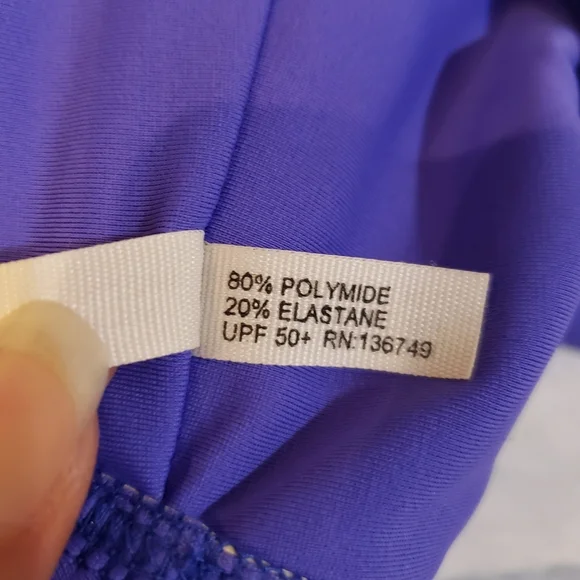 80% POLYMIDE
20% ELASTANE
UPF 50+ RN:136749